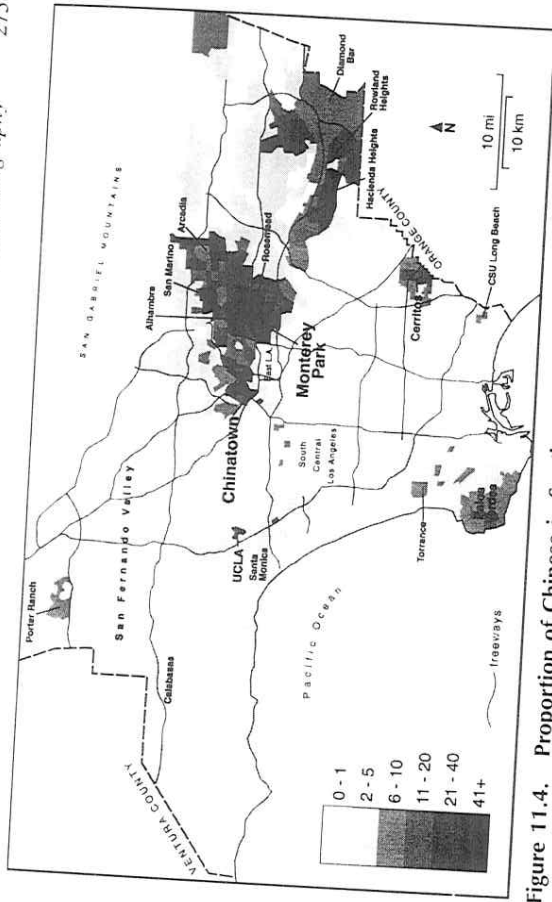 SAN GABRIEL MOUNTAINS
Porter Ranch
San Fernando Valley
VENTURA COUNTY
Calabasas
Arcadia
San Marino
Alhambra
Rosemead
East L.A.
Monterey
Park
Chinatown
UCLA
Santa
Monica
South
Central
Los Angeles
Diamond
Bar
Rowland
Heights
Hacienda Heights
ORANGE COUNTY
Cerritos
CSU Long Beach
Torrance
Palos
Verdes
Pacific Ocean
freeways
N
10 mi
10 km
0 - 1
2 - 5
6 - 10
11 - 20
21 - 40
41+
Figure 11.4. Proportion of Chinese in